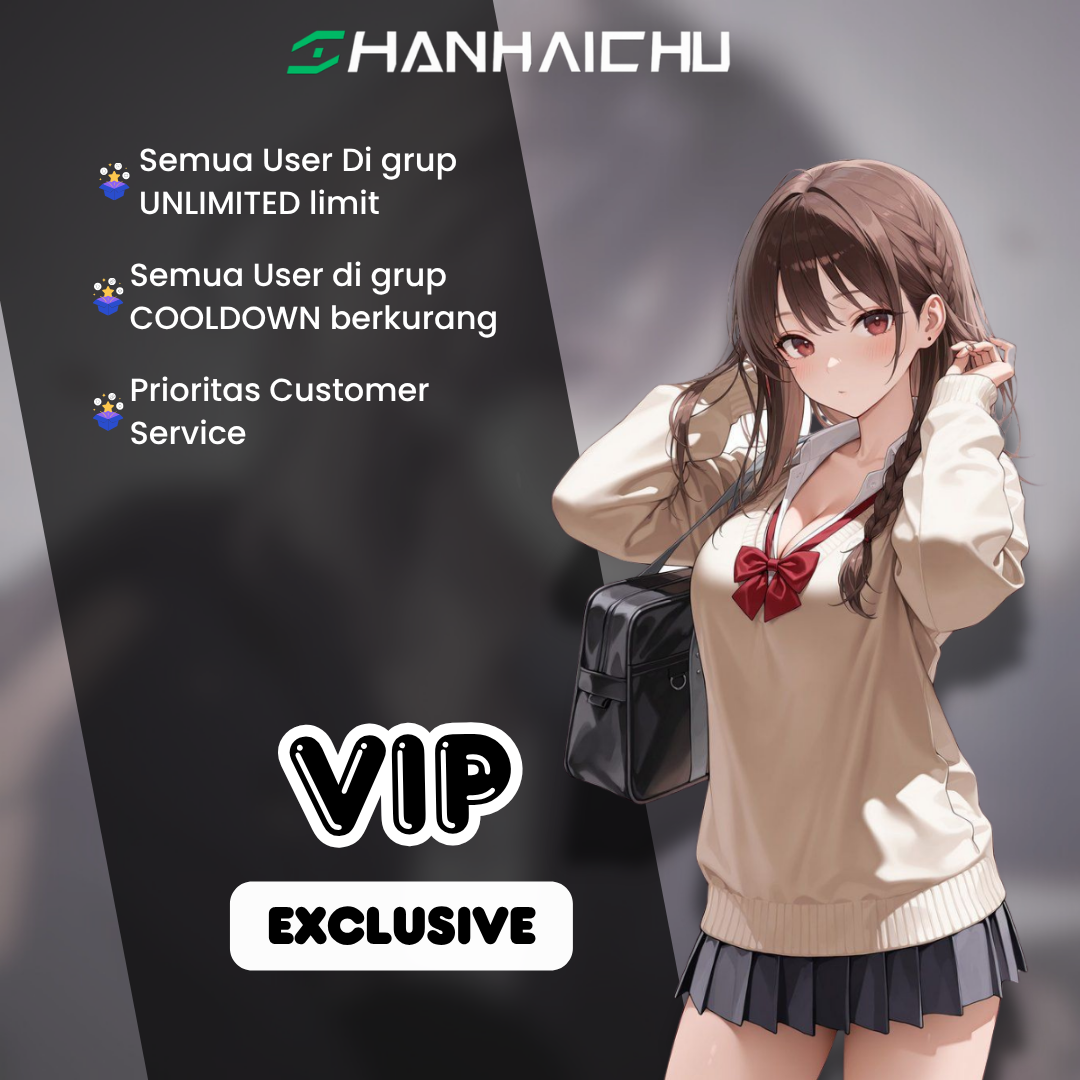 SHANHAICHU
Semua User Di grup
UNLIMITED limit
Semua User di grup
COOLDOWN berkurang
Prioritas Customer
Service
VIP
EXCLUSIVE